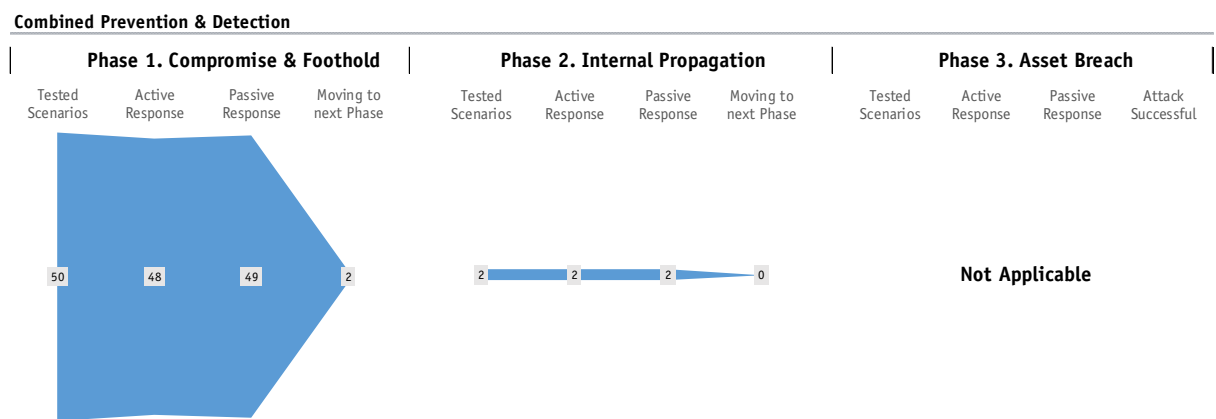 Combined Prevention & Detection
Phase 1. Compromise & Foothold
Phase 2. Internal Propagation
Phase 3. Asset Breach
Tested Scenarios
Active Response
Passive Response
Moving to next Phase
Tested Scenarios
Active Response
Passive Response
Moving to next Phase
Tested Scenarios
Active Response
Passive Response
Attack Successful
50
48
49
2
2
2
2
0
Not Applicable